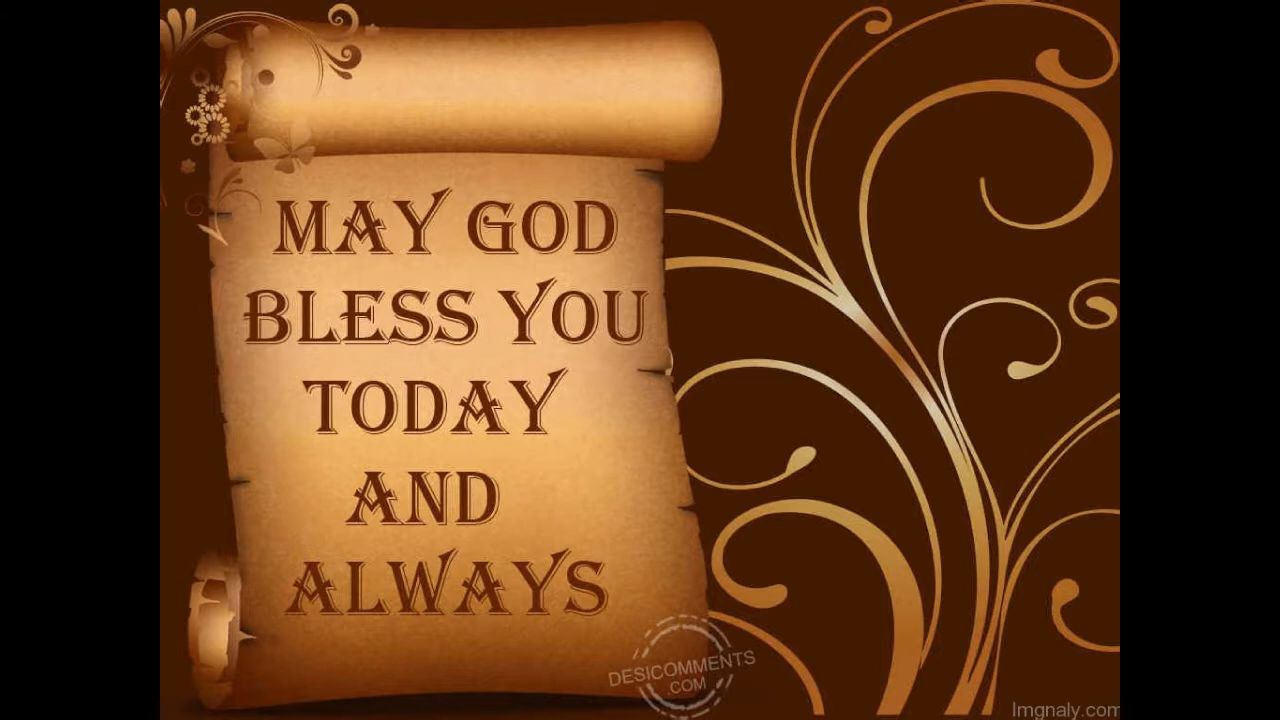 MAY GOD
BLESS YOU
TODAY
AND
ALWAYS
DESICOMMENTS
.COM
Imgnaly.com